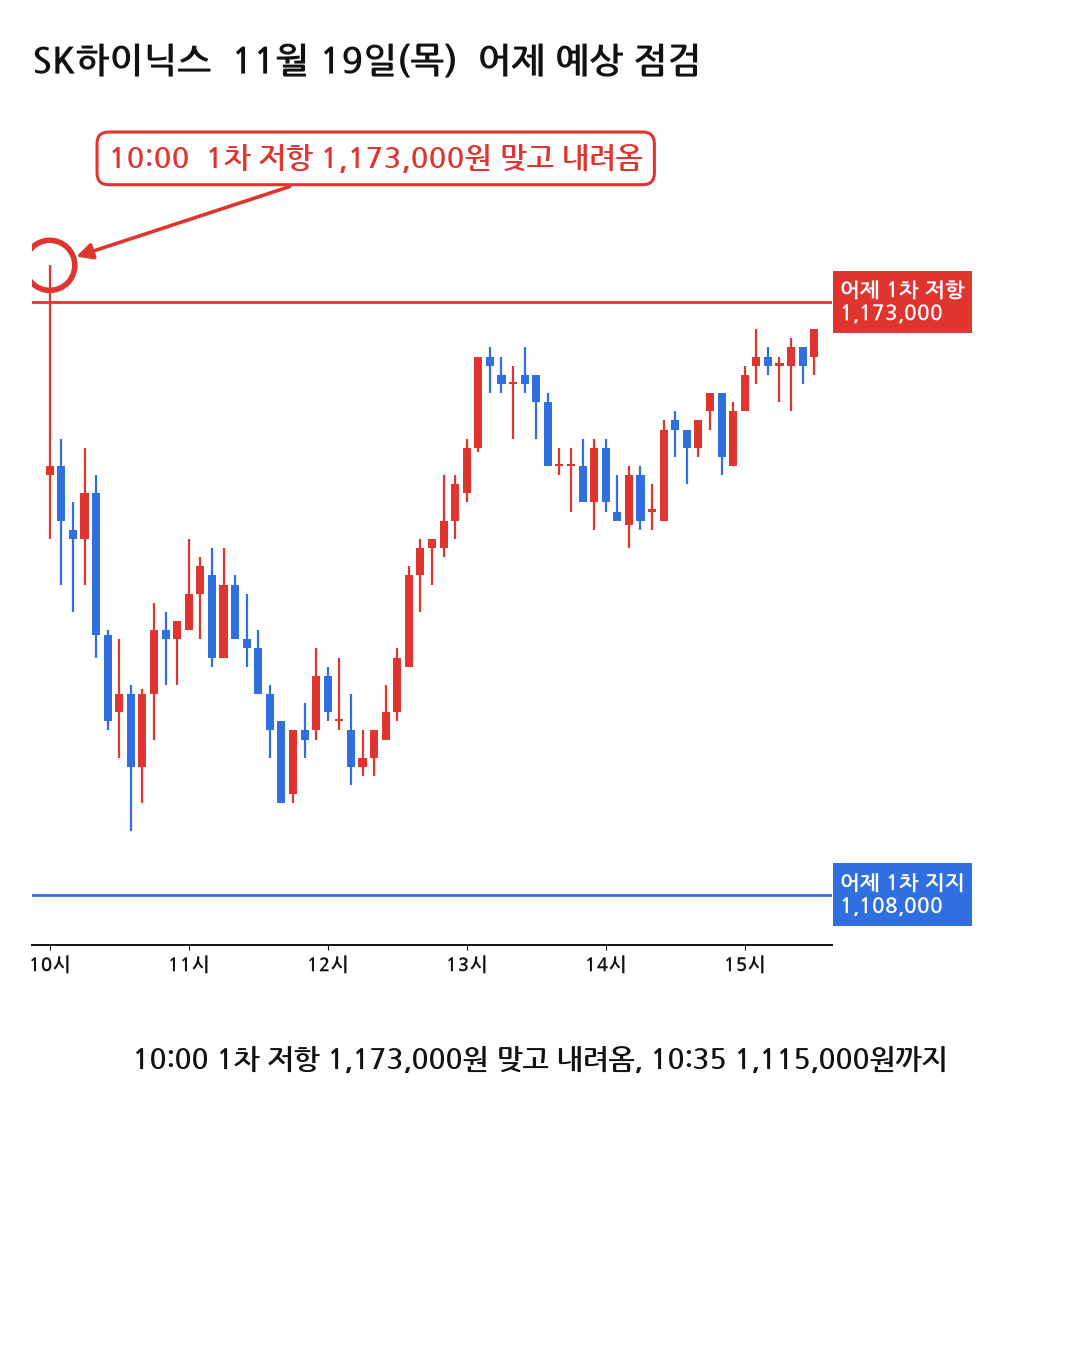 SK하이닉스 11월 19일(목) 어제 예상 점검
10:00 1차 저항 1,173,000원 맞고 내려옴
어제 1차 저항
1,173,000
어제 1차 지지
1,108,000
10시 11시 12시 13시 14시 15시
10:00 1차 저항 1,173,000원 맞고 내려옴, 10:35 1,115,000원까지